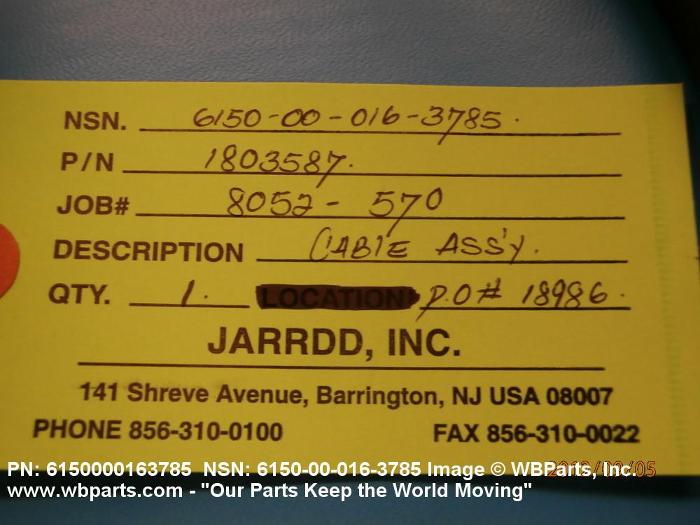 NSN. 6150-00-016-3785.
P/N 1803587.
JOB# 8052-570
DESCRIPTION CABlE ASS'Y.
QTY. 1. LOCATION P.O# 18986.
JARRDD, INC.
141 Shreve Avenue, Barrington, NJ USA 08007
PHONE 856-310-0100 FAX 856-310-0022
PN: 6150000163785 NSN: 6150-00-016-3785 Image © WBParts, Inc.
www.wbparts.com - "Our Parts Keep the World Moving"